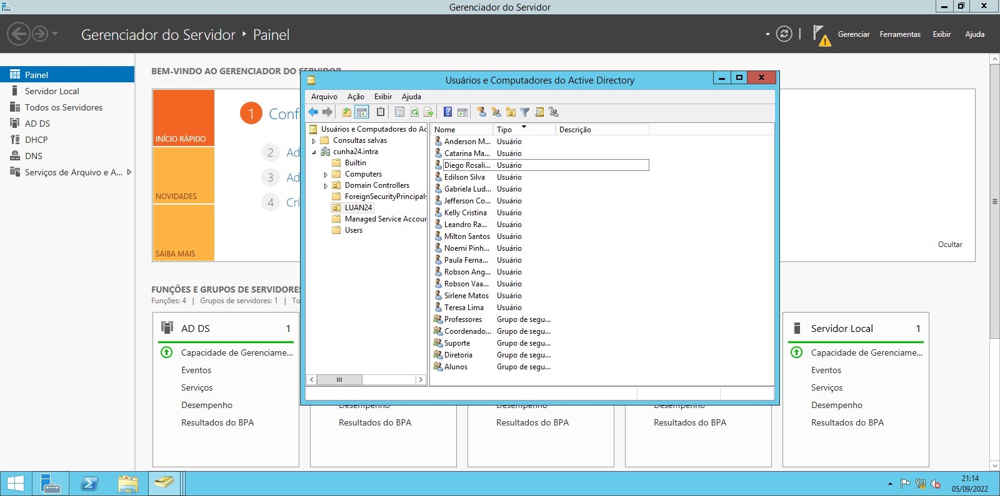 Gerenciador do Servidor
Gerenciador do Servidor ‣ Painel
Gerenciar Ferramentas Exibir Ajuda
Painel
Servidor Local
Todos os Servidores
AD DS
DHCP
DNS
Serviços de Arquivo e A...
BEM-VINDO AO GERENCIADOR DO
INÍCIO RÁPIDO
NOVIDADES
SAIBA MAIS
1 Conf
2 Ad
3 Ad
4 Cri
Ocultar
Usuários e Computadores do Active Directory
Arquivo Ação Exibir Ajuda
Usuários e Computadores do Ac
Consultas salvas
cunha24.intra
Builtin
Computers
Domain Controllers
ForeignSecurityPrincipals
LUAN24
Managed Service Accour
Users
Nome Tipo Descrição
Anderson M... Usuário
Catarina Ma... Usuário
Diego Rosali... Usuário
Edilson Silva Usuário
Gabriela Lud... Usuário
Jefferson Co... Usuário
Kelly Cristina Usuário
Leandro Ra... Usuário
Milton Santos Usuário
Noemi Pinh... Usuário
Paula Ferna... Usuário
Robson Ang... Usuário
Robson Vaa... Usuário
Sirlene Matos Usuário
Teresa Lima Usuário
Professores Grupo de segu...
Coordenado... Grupo de segu...
Suporte Grupo de segu...
Diretoria Grupo de segu...
Alunos Grupo de segu...
FUNÇÕES E GRUPOS DE SERVIDORES
Funções: 4 | Grupos de servidores: 1 | To
AD DS 1
Capacidade de Gerenciame...
Eventos
Serviços
Desempenho
Resultados do BPA
Resultados do BPA
Resultados do BPA
Resultados do BPA
Servidor Local 1
Capacidade de Gerenciame...
Eventos
Serviços
Desempenho
Resultados do BPA
21:14
05/09/2022